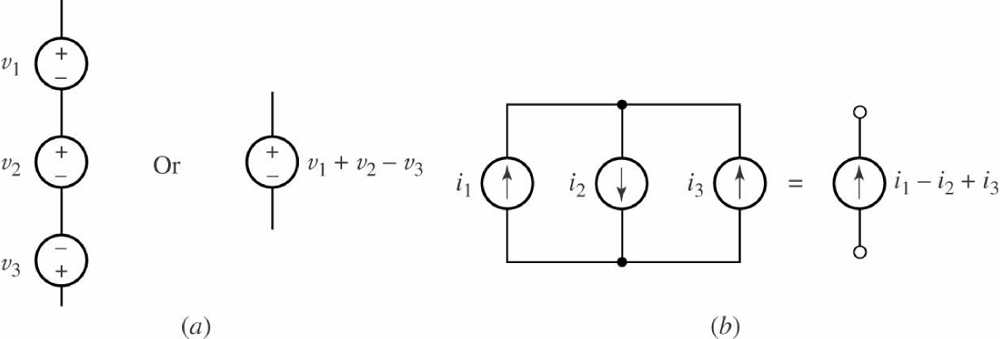 +
−
v1
+
−
v2
−
+
v3
Or
+
−
v1 + v2 − v3
(a)
i1
i2
i3
=
i1 − i2 + i3
(b)